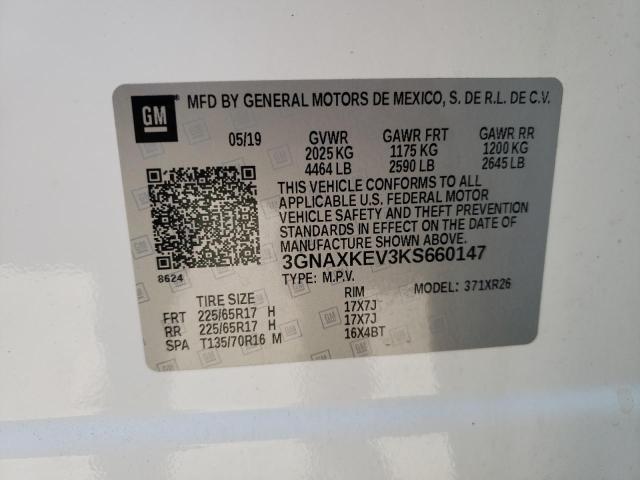 GM MFD BY GENERAL MOTORS DE MEXICO, S. DE R.L. DE C.V.
05/19 GVWR GAWR FRT GAWR RR
2025 KG 1175 KG 1200 KG
4464 LB 2590 LB 2645 LB
THIS VEHICLE CONFORMS TO ALL
APPLICABLE U.S. FEDERAL MOTOR
VEHICLE SAFETY AND THEFT PREVENTION
STANDARDS IN EFFECT ON THE DATE OF
MANUFACTURE SHOWN ABOVE.
3GNAXKEV3KS660147
8624
TYPE: M.P.V. MODEL: 371XR26
TIRE SIZE RIM
FRT 225/65R17 H 17X7J
RR 225/65R17 H 17X7J
SPA T135/70R16 M 16X4BT